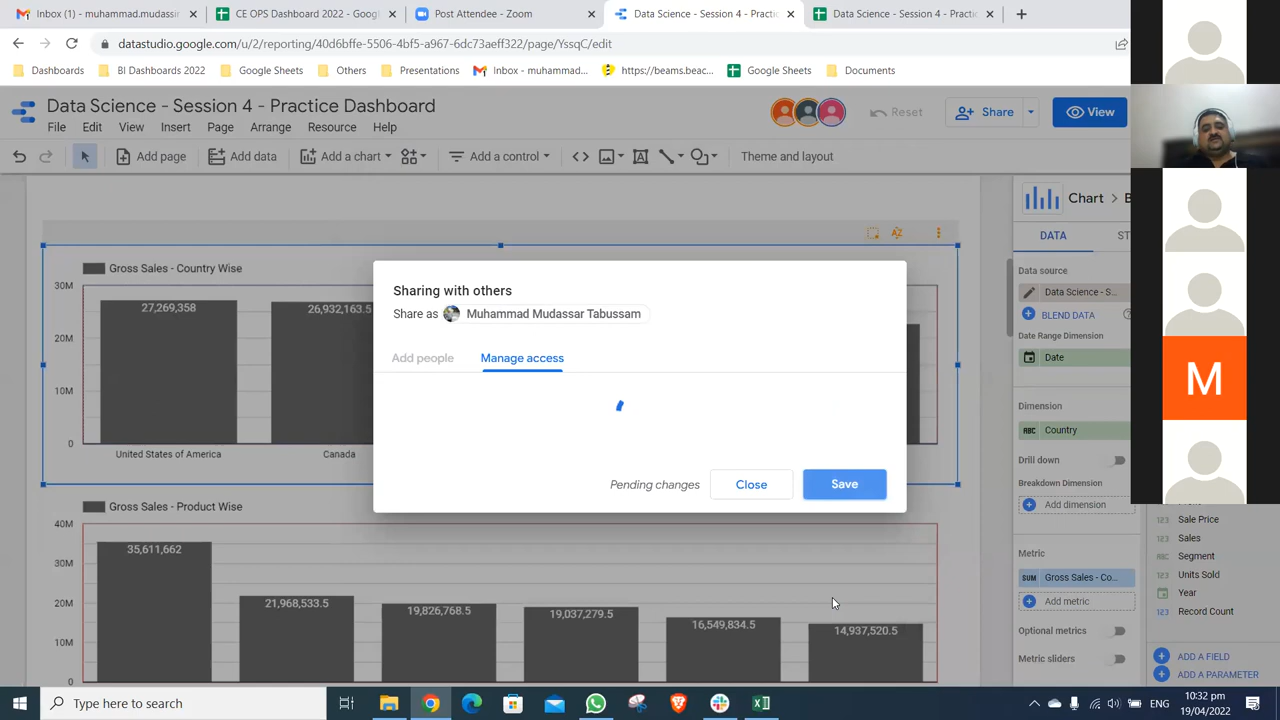 Inbox (1) - muhammad.mudassir
CE OPS Dashboard 2022 - Googl
Post Attendee - Zoom
Data Science - Session 4 - Practic
Data Science - Session 4 - Practic
datastudio.google.com/u/2/reporting/40d6bffe-5506-4bf5-a967-6dc73aeff322/page/YssqC/edit
Dashboards
BI Dashboards 2022
Google Sheets
Others
Presentations
Inbox - muhammad...
https://beams.beac...
Google Sheets
Documents
Data Science - Session 4 - Practice Dashboard
File Edit View Insert Page Arrange Resource Help
Reset
Share
View
Add page
Add data
Add a chart
Add a control
Theme and layout
Gross Sales - Country Wise
30M
20M
10M
0
27,269,358
26,932,163.5
United States of America
Canada
Sharing with others
Share as Muhammad Mudassar Tabussam
Add people
Manage access
Pending changes
Close
Save
Gross Sales - Product Wise
40M
30M
20M
10M
35,611,662
21,968,533.5
19,826,768.5
19,037,279.5
16,549,834.5
14,937,520.5
Chart
DATA
ST
Data source
Data Science - S...
BLEND DATA
Date Range Dimension
Date
Dimension
ABC Country
Drill down
Breakdown Dimension
Add dimension
Metric
SUM Gross Sales - Co...
Add metric
Optional metrics
Metric sliders
M
123 Sale Price
123 Sales
ABC Segment
123 Units Sold
Year
123 Record Count
ADD A FIELD
ADD A PARAMETER
Type here to search
ENG
10:32 pm
19/04/2022